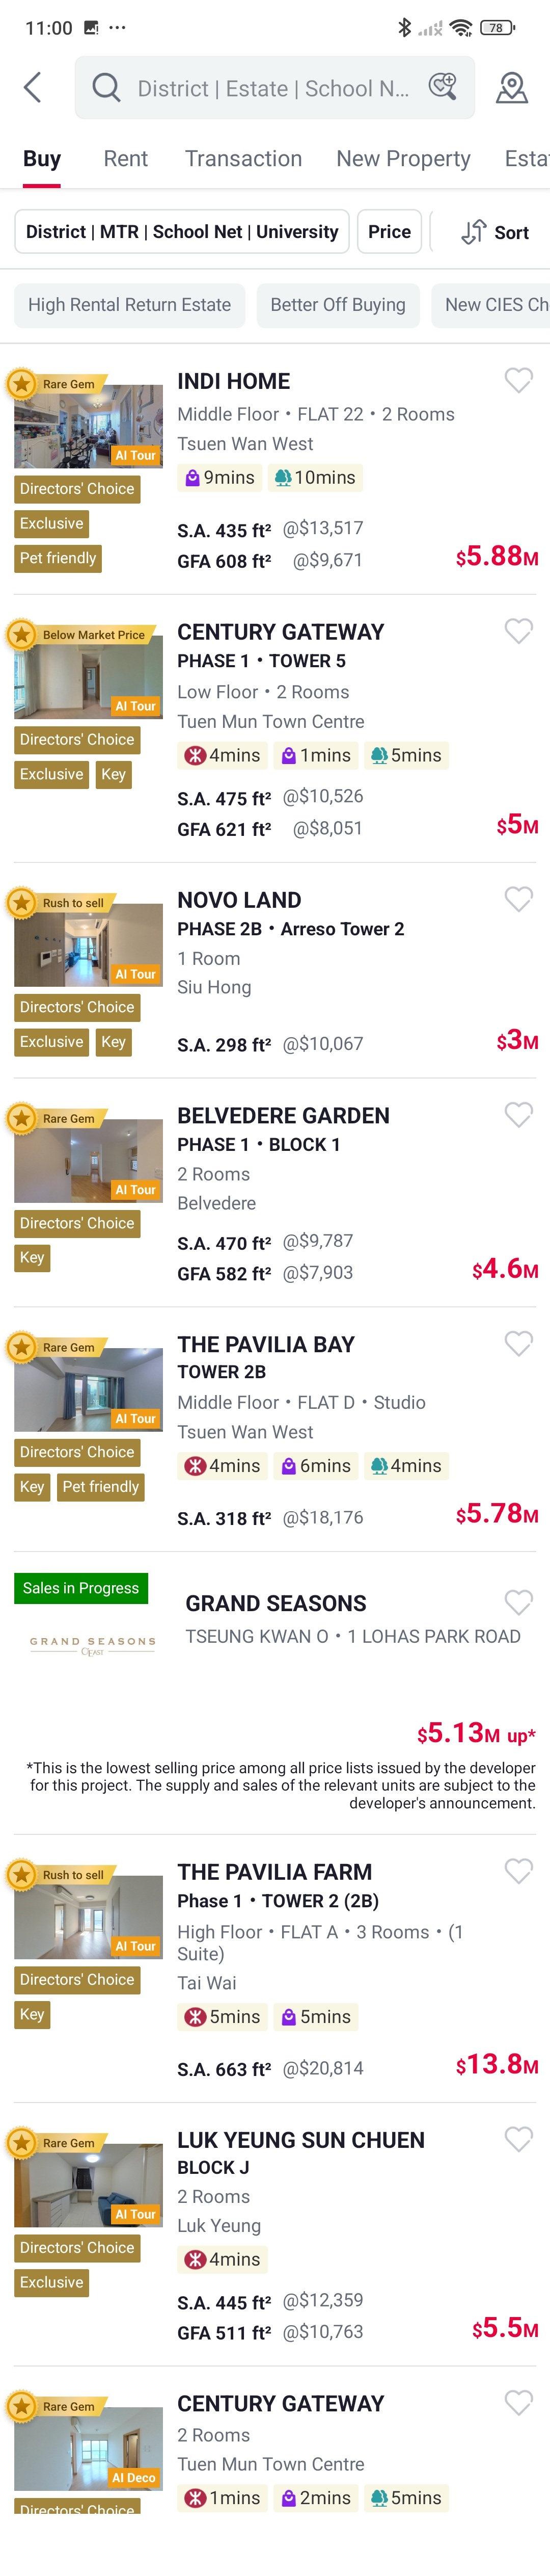 11:00 ...
78
District | Estate | School N...
Buy Rent Transaction New Property Esta
District | MTR | School Net | University Price Sort
High Rental Return Estate Better Off Buying New CIES Ch
Rare Gem
AI Tour
Directors' Choice
Exclusive
Pet friendly
INDI HOME
Middle Floor • FLAT 22 • 2 Rooms
Tsuen Wan West
9mins 10mins
S.A. 435 ft² @$13,517
GFA 608 ft² @$9,671
$5.88M
Below Market Price
AI Tour
Directors' Choice
Exclusive Key
CENTURY GATEWAY
PHASE 1 • TOWER 5
Low Floor • 2 Rooms
Tuen Mun Town Centre
4mins 1mins 5mins
S.A. 475 ft² @$10,526
GFA 621 ft² @$8,051
$5M
Rush to sell
AI Tour
Directors' Choice
Exclusive Key
NOVO LAND
PHASE 2B • Arreso Tower 2
1 Room
Siu Hong
S.A. 298 ft² @$10,067
$3M
Rare Gem
AI Tour
Directors' Choice
Key
BELVEDERE GARDEN
PHASE 1 • BLOCK 1
2 Rooms
Belvedere
S.A. 470 ft² @$9,787
GFA 582 ft² @$7,903
$4.6M
Rare Gem
AI Tour
Directors' Choice
Key Pet friendly
THE PAVILIA BAY
TOWER 2B
Middle Floor • FLAT D • Studio
Tsuen Wan West
4mins 6mins 4mins
S.A. 318 ft² @$18,176
$5.78M
Sales in Progress
GRAND SEASONS
EAST
GRAND SEASONS
TSEUNG KWAN O • 1 LOHAS PARK ROAD
$5.13M up*
*This is the lowest selling price among all price lists issued by the developer
for this project. The supply and sales of the relevant units are subject to the
developer's announcement.
Rush to sell
AI Tour
Directors' Choice
Key
THE PAVILIA FARM
Phase 1 • TOWER 2 (2B)
High Floor • FLAT A • 3 Rooms • (1
Suite)
Tai Wai
5mins 5mins
S.A. 663 ft² @$20,814
$13.8M
Rare Gem
AI Tour
Directors' Choice
Exclusive
LUK YEUNG SUN CHUEN
BLOCK J
2 Rooms
Luk Yeung
4mins
S.A. 445 ft² @$12,359
GFA 511 ft² @$10,763
$5.5M
Rare Gem
AI Deco
Directors' Choice
CENTURY GATEWAY
2 Rooms
Tuen Mun Town Centre
1mins 2mins 5mins